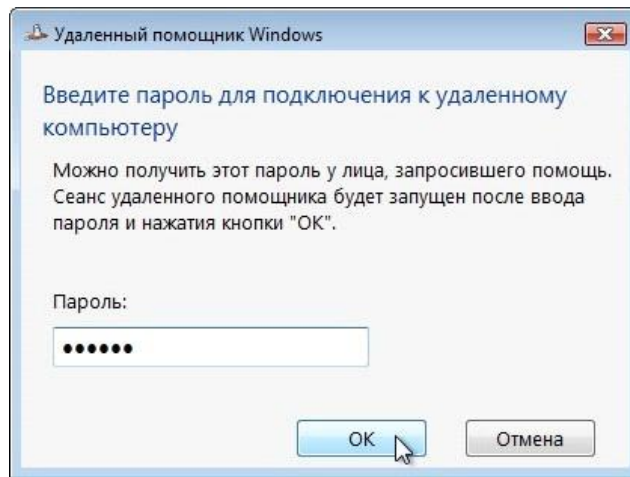 Удаленный помощник Windows
Введите пароль для подключения к удаленному
компьютеру
Можно получить этот пароль у лица, запросившего помощь.
Сеанс удаленного помощника будет запущен после ввода
пароля и нажатия кнопки "ОК".
Пароль:
••••••
ОК
Отмена